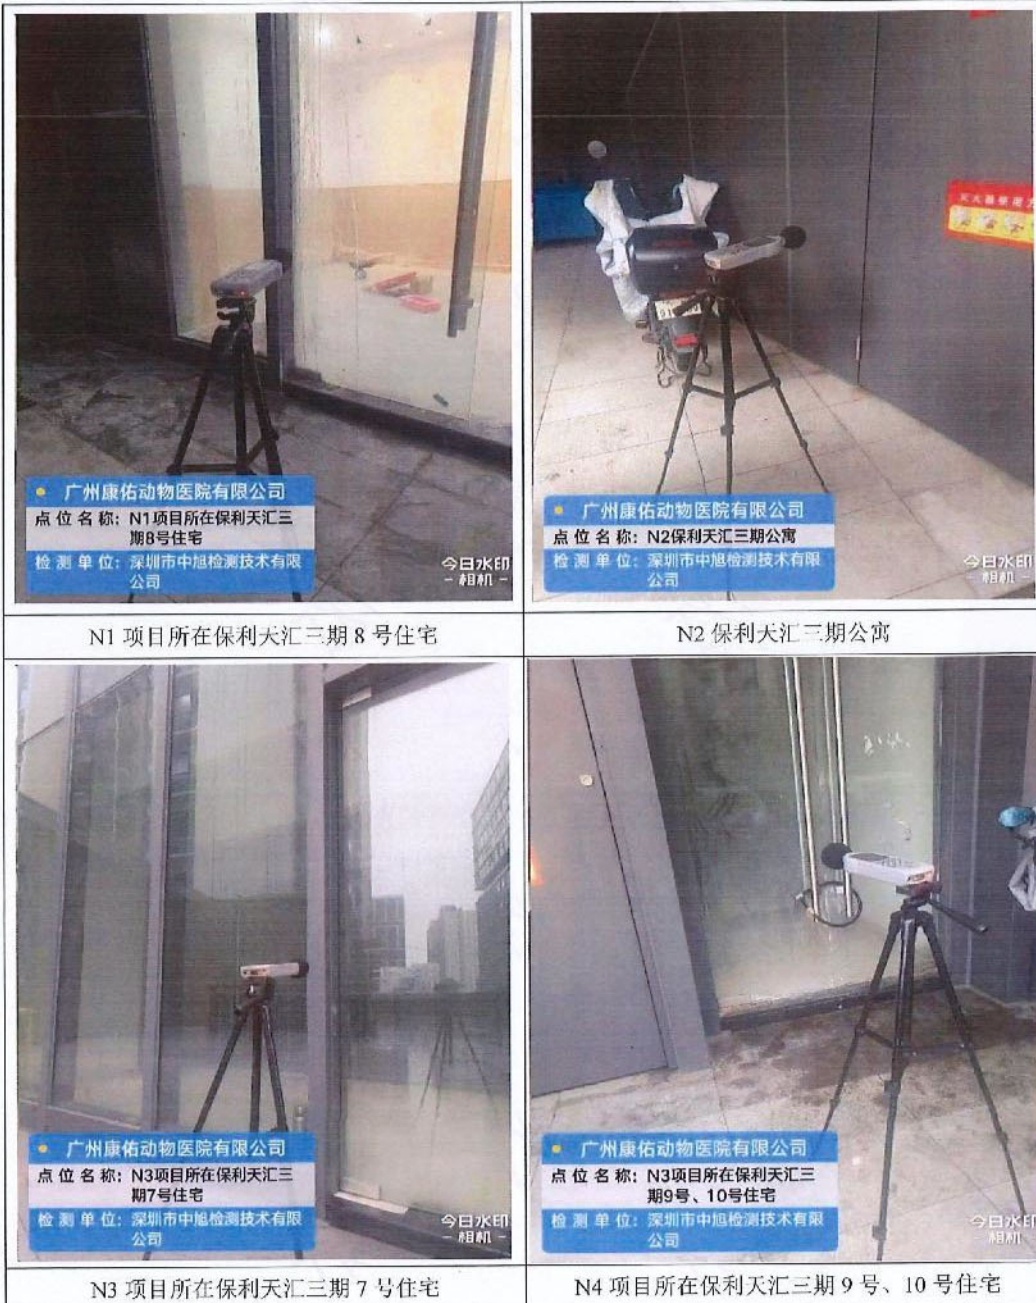 广州康佑动物医院有限公司
点位名称：N1项目所在保利天汇三
期8号住宅
检测单位：深圳市中旭检测技术有限
公司
今日水印
- 相机 -
广州康佑动物医院有限公司
点位名称：N2保利天汇三期公寓
检测单位：深圳市中旭检测技术有限
公司
今日水印
- 相机 -
N1 项目所在保利天汇三期 8 号住宅
N2 保利天汇三期公寓
广州康佑动物医院有限公司
点位名称：N3项目所在保利天汇三
期7号住宅
检测单位：深圳市中旭检测技术有限
公司
今日水印
- 相机 -
广州康佑动物医院有限公司
点位名称：N3项目所在保利天汇三
期9号、10号住宅
检测单位：深圳市中旭检测技术有限
公司
今日水印
相机 -
N3 项目所在保利天汇三期 7 号住宅
N4 项目所在保利天汇三期 9 号、10 号住宅